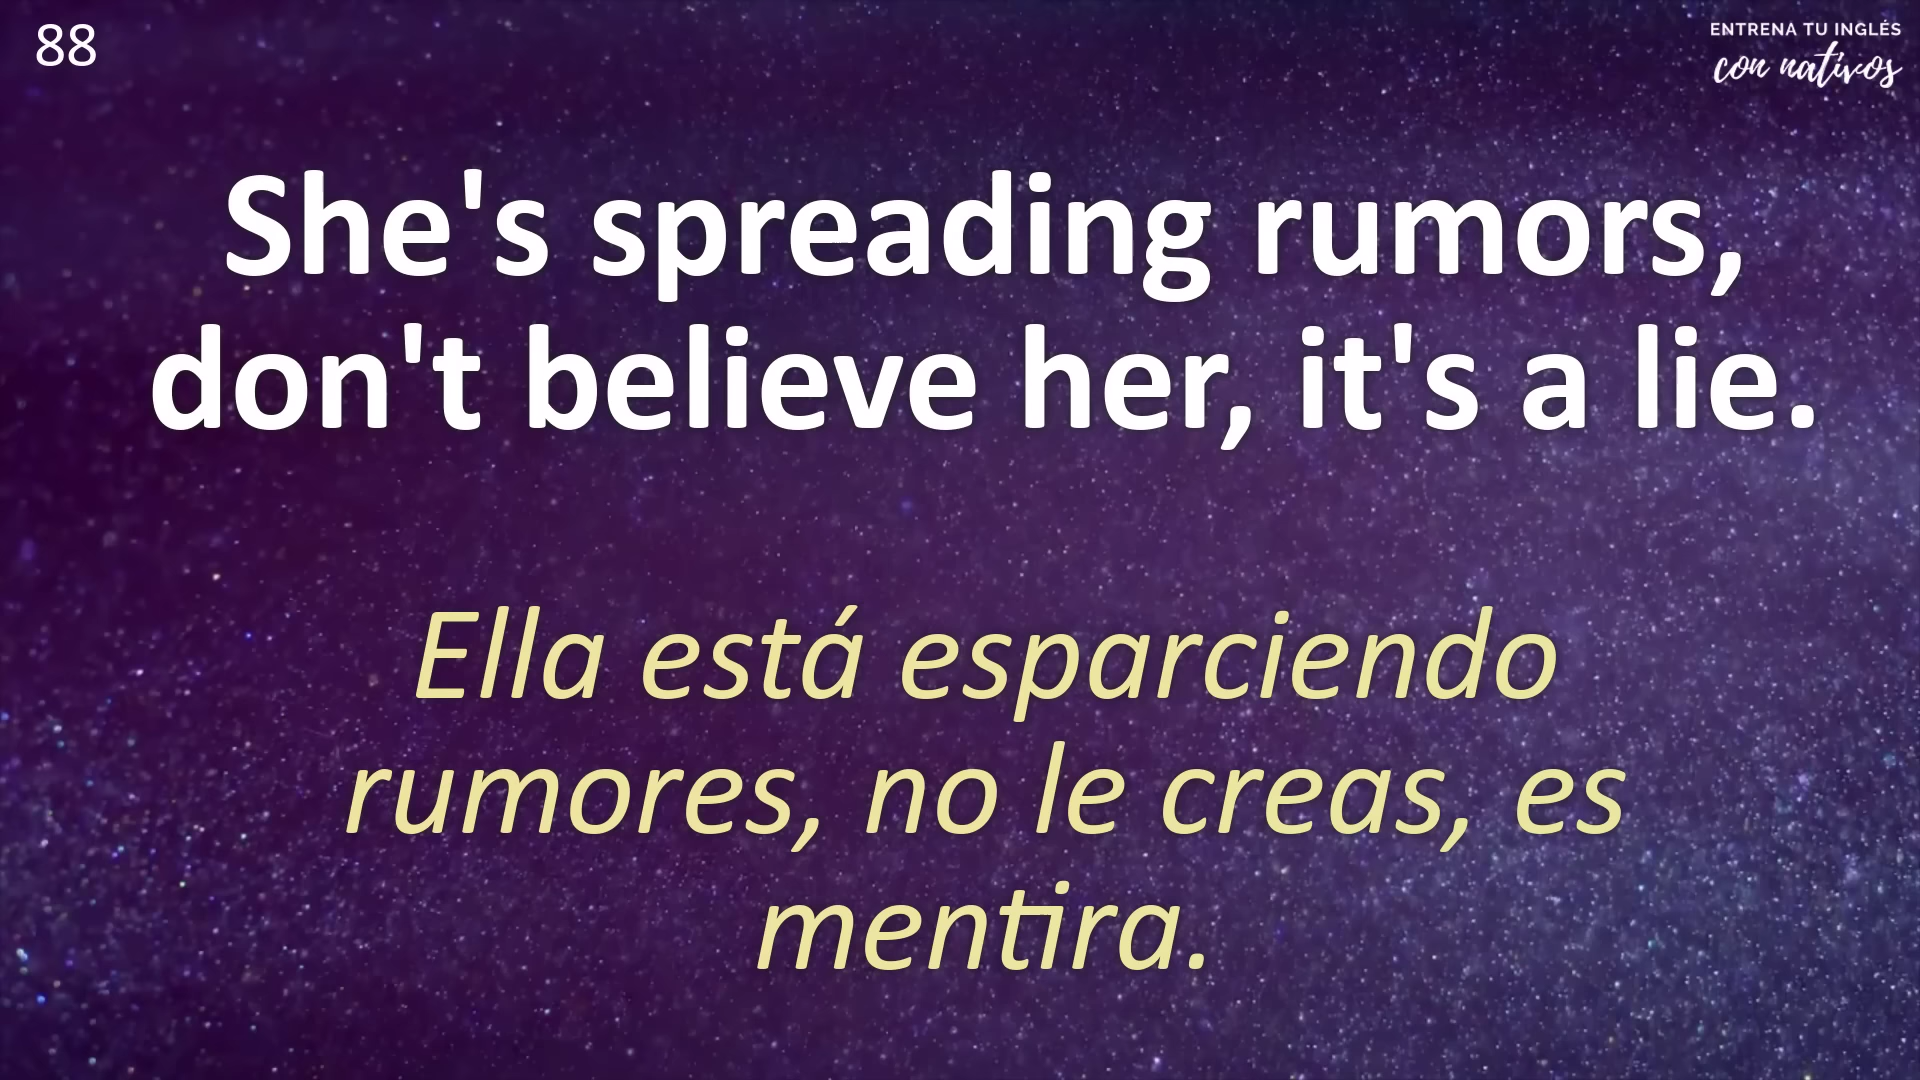 88
ENTRENA TU INGLÉS
con nativos
She's spreading rumors,
don't believe her, it's a lie.
Ella está esparciendo
rumores, no le creas, es
mentira.